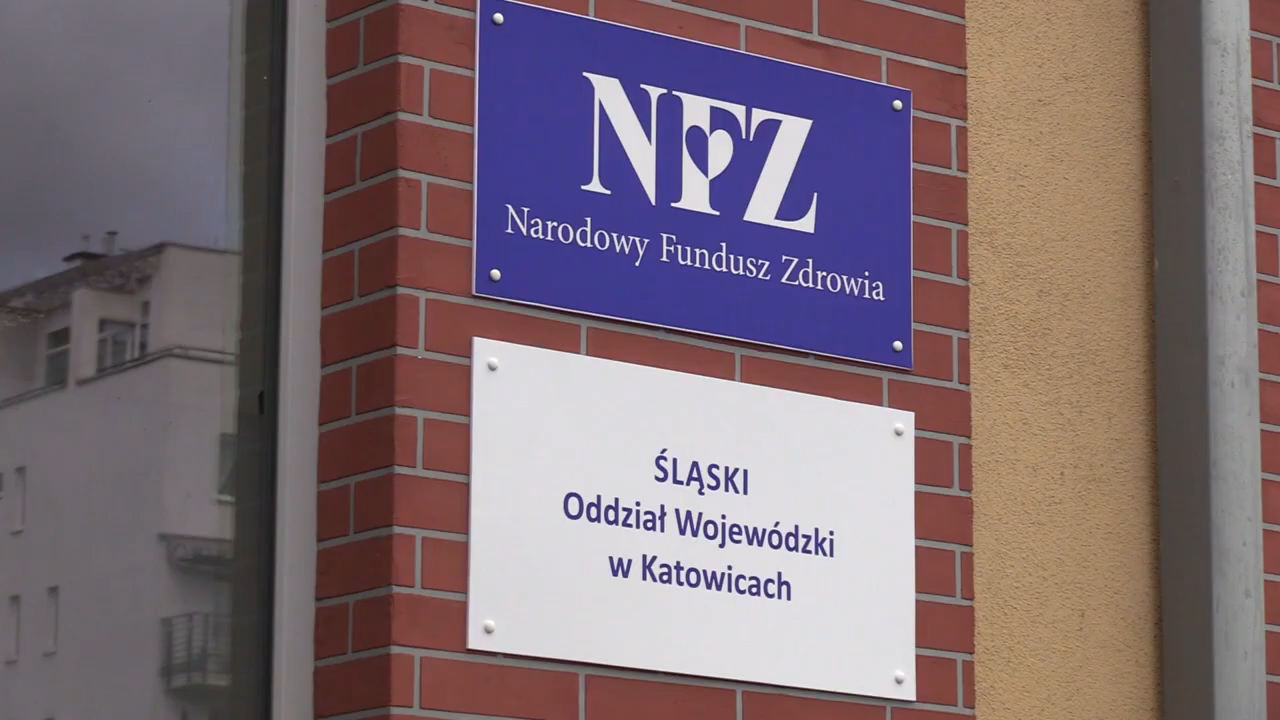 NFZ
Narodowy Fundusz Zdrowia
ŚLĄSKI
Oddział Wojewódzki
w Katowicach